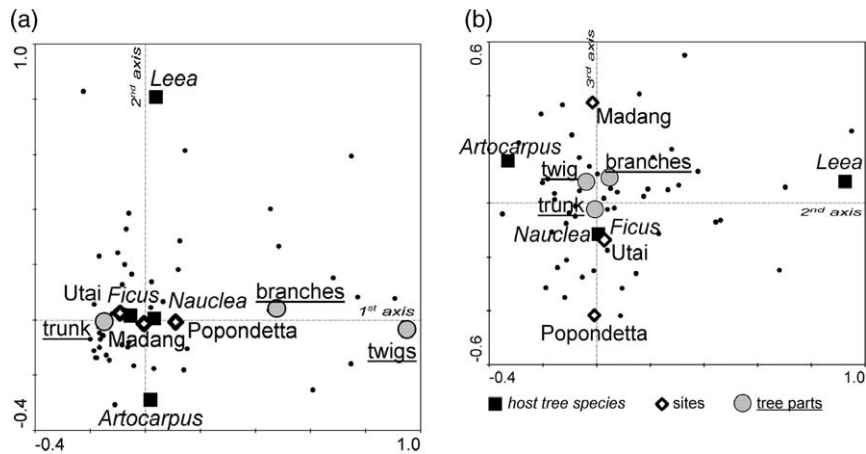 (a)
1.0
2nd axis
Leea
Utai Ficus Nauclea branches
1st axis
trunk Madang Popondetta twigs
Artocarpus
-0.4
-0.4 1.0
(b)
0.6
3rd axis
Madang
Artocarpus twig branches Leea
trunk 2nd axis
Nauclea Ficus
Utai
Popondetta
-0.6
-0.4 1.0
host tree species sites tree parts